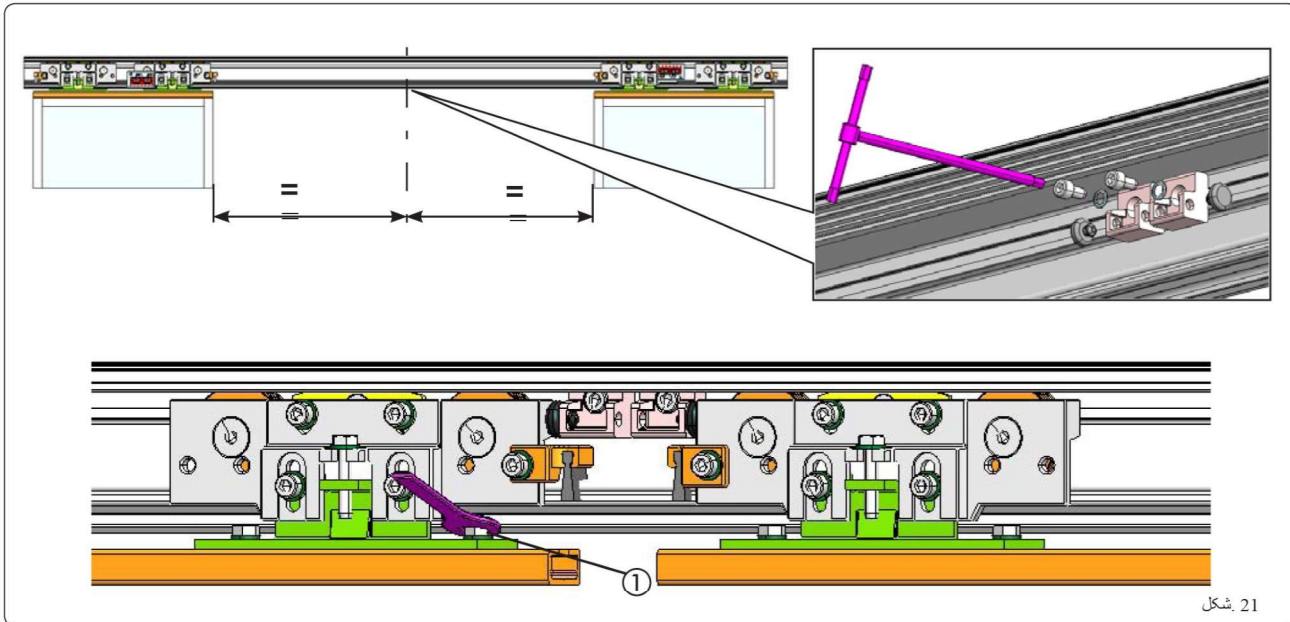 = =
= =
①
شكل. 21